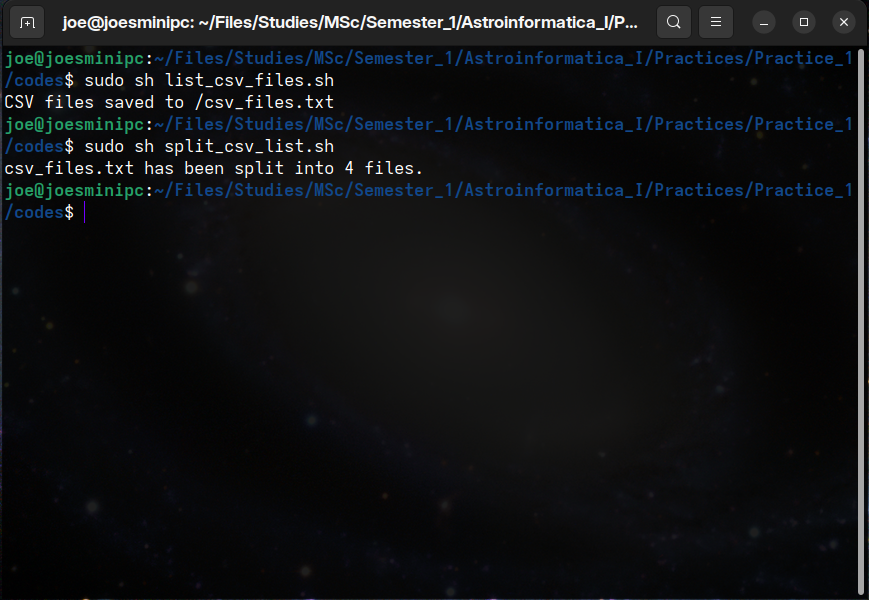 joe@joesminipc: ~/Files/Studies/MSc/Semester_1/Astroinformatica_I/P...
joe@joesminipc:~/Files/Studies/MSc/Semester_1/Astroinformatica_I/Practices/Practice_1
/codes$ sudo sh list_csv_files.sh
CSV files saved to /csv_files.txt
joe@joesminipc:~/Files/Studies/MSc/Semester_1/Astroinformatica_I/Practices/Practice_1
/codes$ sudo sh split_csv_list.sh
csv_files.txt has been split into 4 files.
joe@joesminipc:~/Files/Studies/MSc/Semester_1/Astroinformatica_I/Practices/Practice_1
/codes$